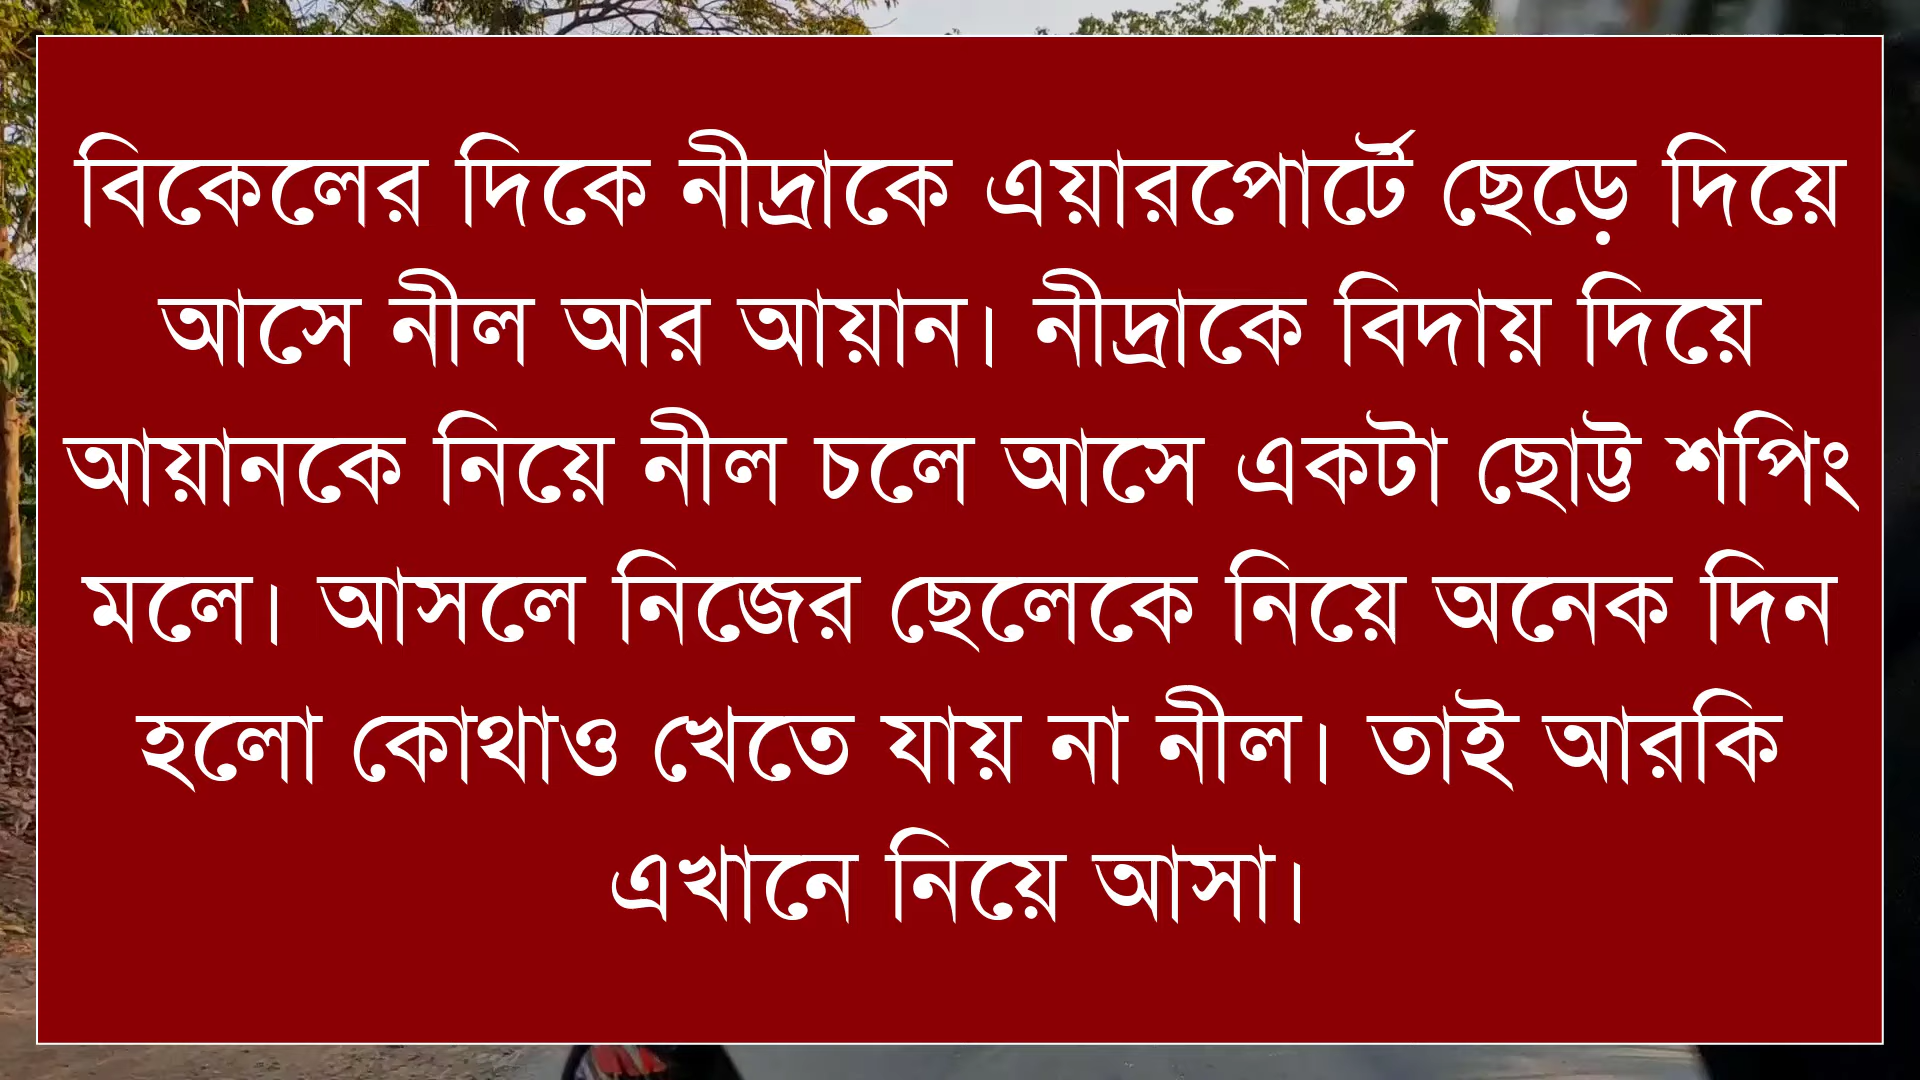 বিকেলের দিকে নীদ্রাকে এয়ারপোর্টে ছেড়ে দিয়ে
আসে নীল আর আয়ান। নীদ্রাকে বিদায় দিয়ে
আয়ানকে নিয়ে নীল চলে আসে একটা ছোট্ট শপিং
মলে। আসলে নিজের ছেলেকে নিয়ে অনেক দিন
হলো কোথাও খেতে যায় না নীল। তাই আরকি
এখানে নিয়ে আসা।